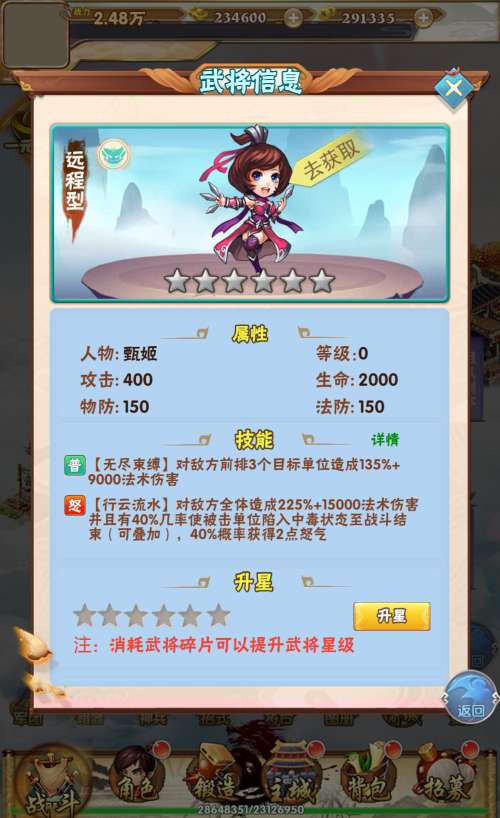 战力 2.48万
234600
291335
武将信息
远程型
去获取
属性
人物: 甄姬
等级:0
攻击: 400
生命: 2000
物防: 150
法防: 150
技能
详情
普 【无尽束缚】对敌方前排3个目标单位造成135%+
9000法术伤害
怒 【行云流水】对敌方全体造成225%+15000法术伤害
并且有40%几率使被击单位陷入中毒状态至战斗结
束（可叠加），40%概率获得2点怒气
升星
升星
注：消耗武将碎片可以提升武将星级
返回
军团
神兵
图册
战斗
角色
锻造
主城
背包
招募
28648351/23126950